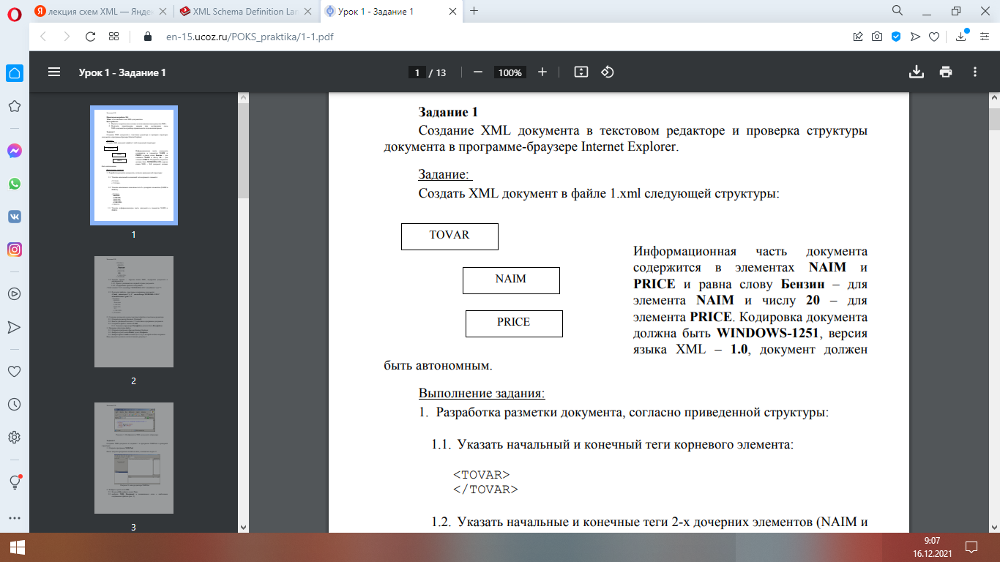 лекция схем XML — Яндек
XML Schema Definition Lan
Урок 1 - Задание 1
en-15.ucoz.ru/POKS_praktika/1-1.pdf
Урок 1 - Задание 1
1 / 13
100%
1
2
3
Задание 1
Создание XML документа в текстовом редакторе и проверка структуры
документа в программе-браузере Internet Explorer.
Задание:
Создать XML документ в файле 1.xml следующей структуры:
TOVAR
NAIM
PRICE
Информационная часть документа
содержится в элементах NAIM и
PRICE и равна слову Бензин – для
элемента NAIM и числу 20 – для
элемента PRICE. Кодировка документа
должна быть WINDOWS-1251, версия
языка XML – 1.0, документ должен
быть автономным.
Выполнение задания:
1. Разработка разметки документа, согласно приведенной структуры:
1.1. Указать начальный и конечный теги корневого элемента:
<TOVAR>
</TOVAR>
1.2. Указать начальные и конечные теги 2-х дочерних элементов (NAIM и
9:07
16.12.2021